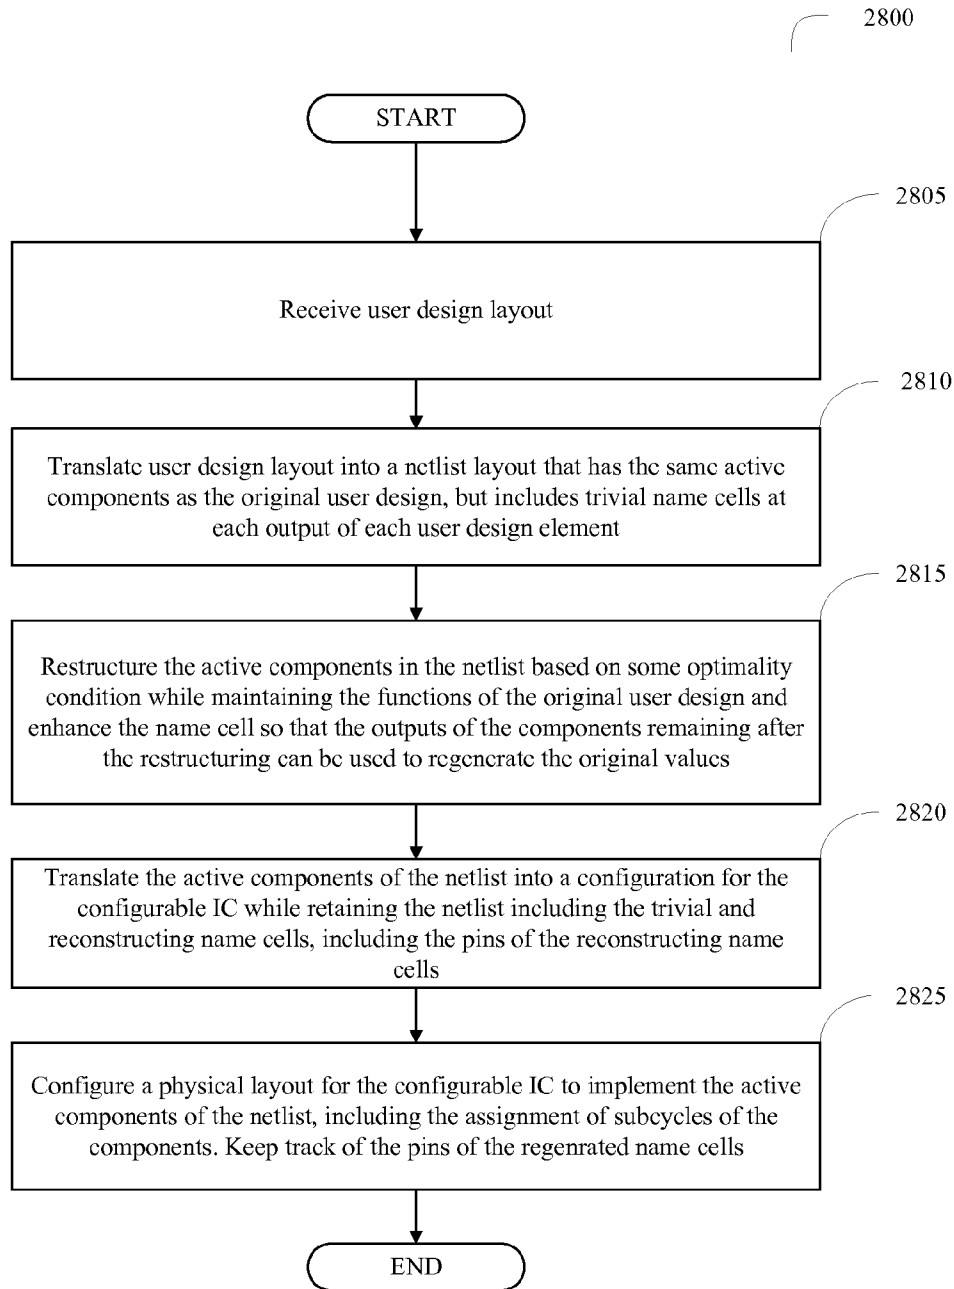 2800
START
2805
Receive user design layout
2810
Translate user design layout into a netlist layout that has the same active
components as the original user design, but includes trivial name cells at
each output of each user design element
2815
Restructure the active components in the netlist based on some optimality
condition while maintaining the functions of the original user design and
enhance the name cell so that the outputs of the components remaining after
the restructuring can be used to regenerate the original values
2820
Translate the active components of the netlist into a configuration for the
configurable IC while retaining the netlist including the trivial and
reconstructing name cells, including the pins of the reconstructing name
cells
2825
Configure a physical layout for the configurable IC to implement the active
components of the netlist, including the assignment of subcycles of the
components. Keep track of the pins of the regenrated name cells
END